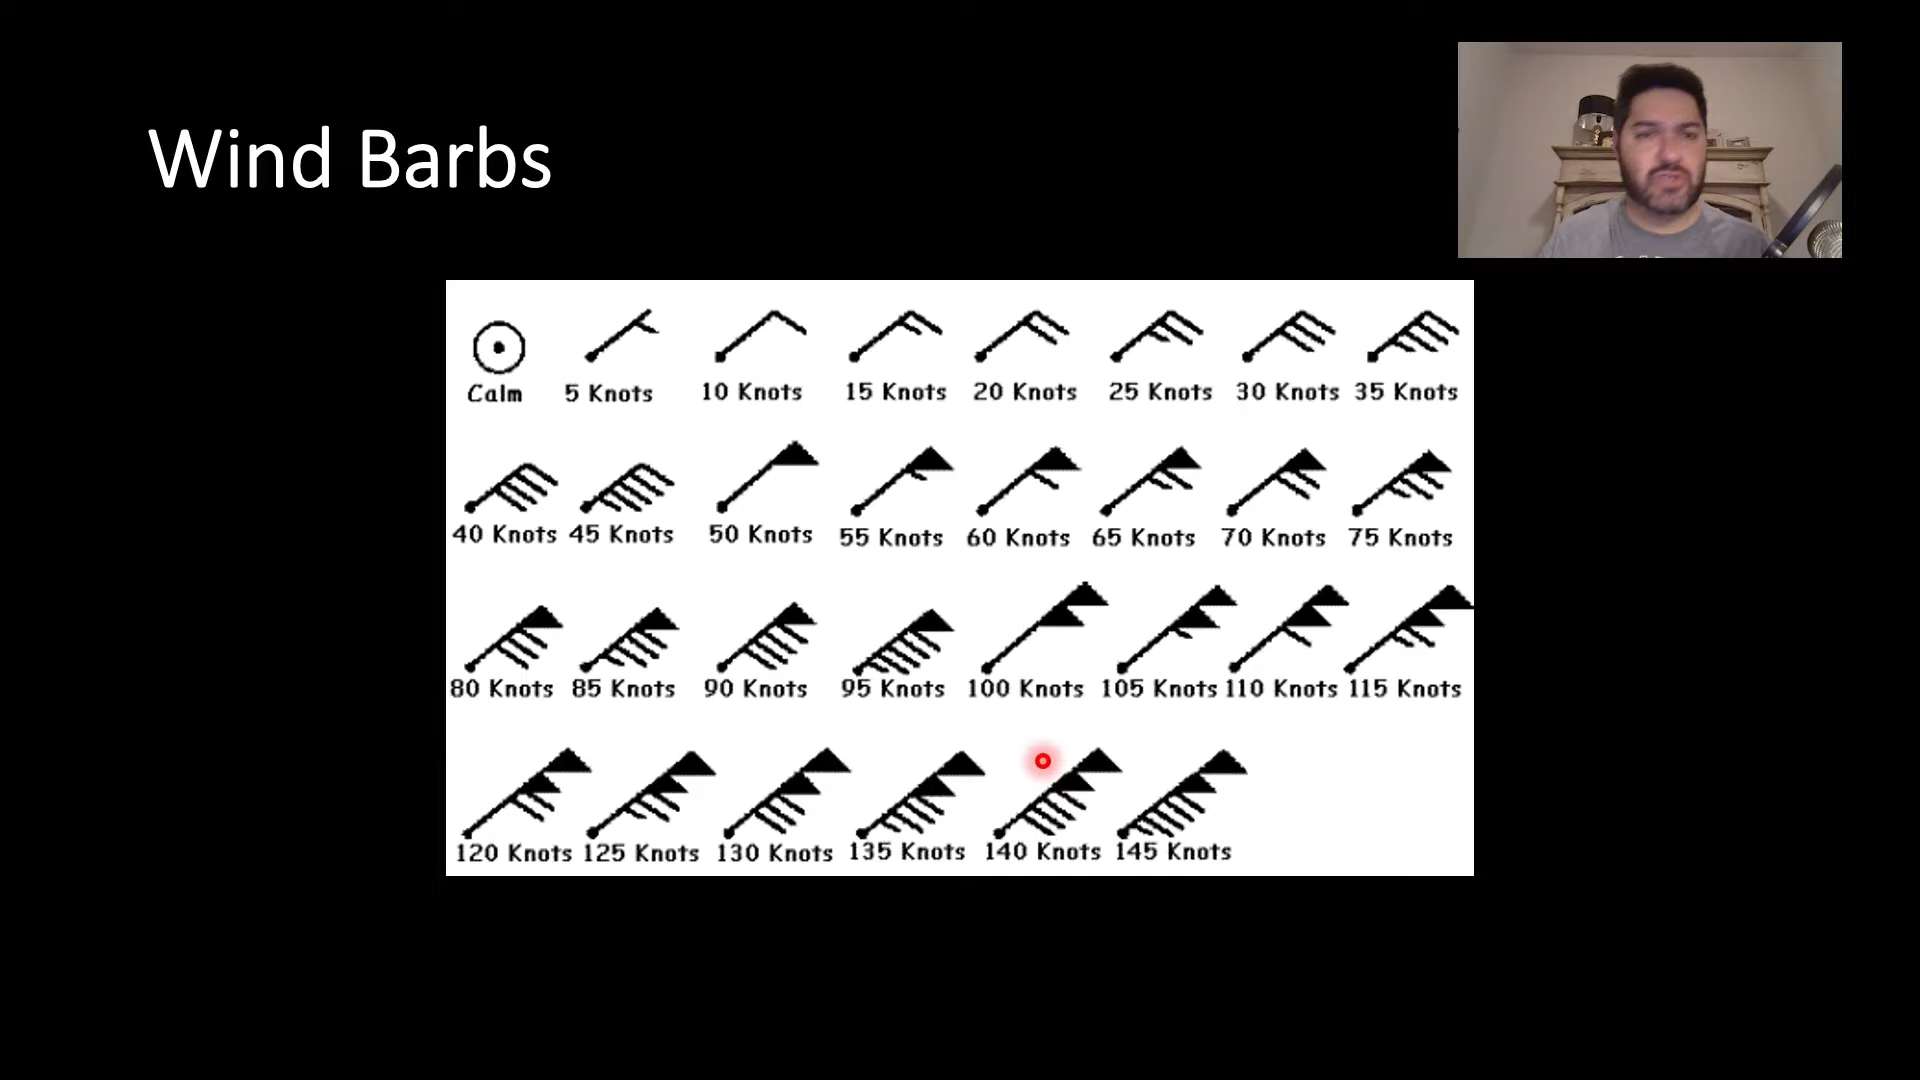 Wind Barbs
Calm 5 Knots 10 Knots 15 Knots 20 Knots 25 Knots 30 Knots 35 Knots
40 Knots 45 Knots 50 Knots 55 Knots 60 Knots 65 Knots 70 Knots 75 Knots
80 Knots 85 Knots 90 Knots 95 Knots 100 Knots 105 Knots 110 Knots 115 Knots
120 Knots 125 Knots 130 Knots 135 Knots 140 Knots 145 Knots